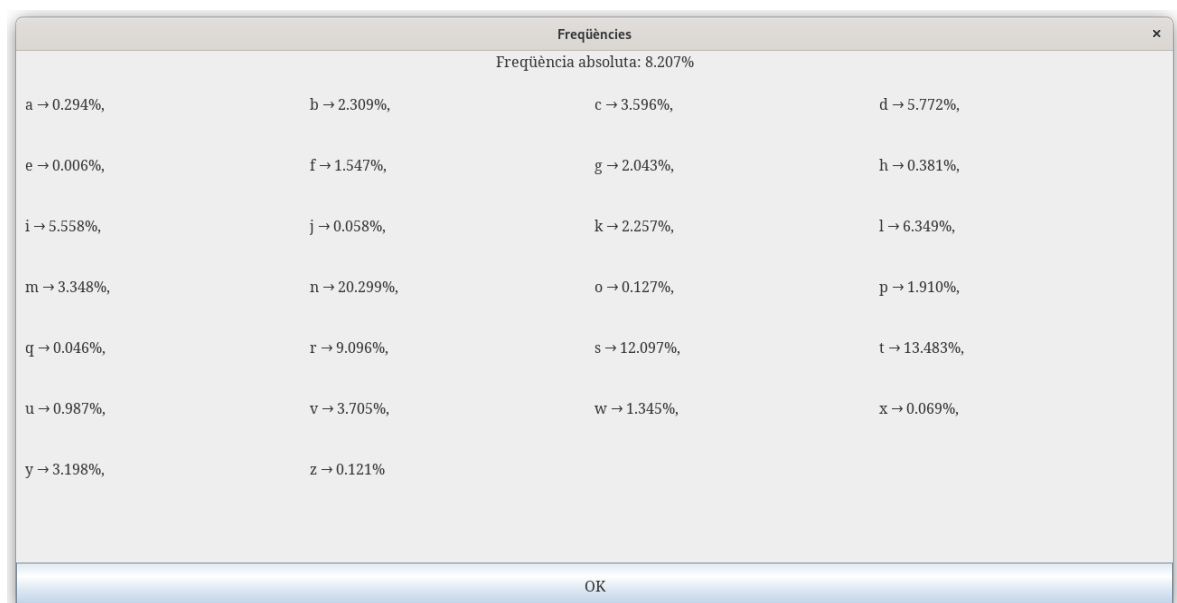 Freqüències ×
Freqüència absoluta: 8.207%
a → 0.294%, b → 2.309%, c → 3.596%, d → 5.772%,
e → 0.006%, f → 1.547%, g → 2.043%, h → 0.381%,
i → 5.558%, j → 0.058%, k → 2.257%, l → 6.349%,
m → 3.348%, n → 20.299%, o → 0.127%, p → 1.910%,
q → 0.046%, r → 9.096%, s → 12.097%, t → 13.483%,
u → 0.987%, v → 3.705%, w → 1.345%, x → 0.069%,
y → 3.198%, z → 0.121%
OK